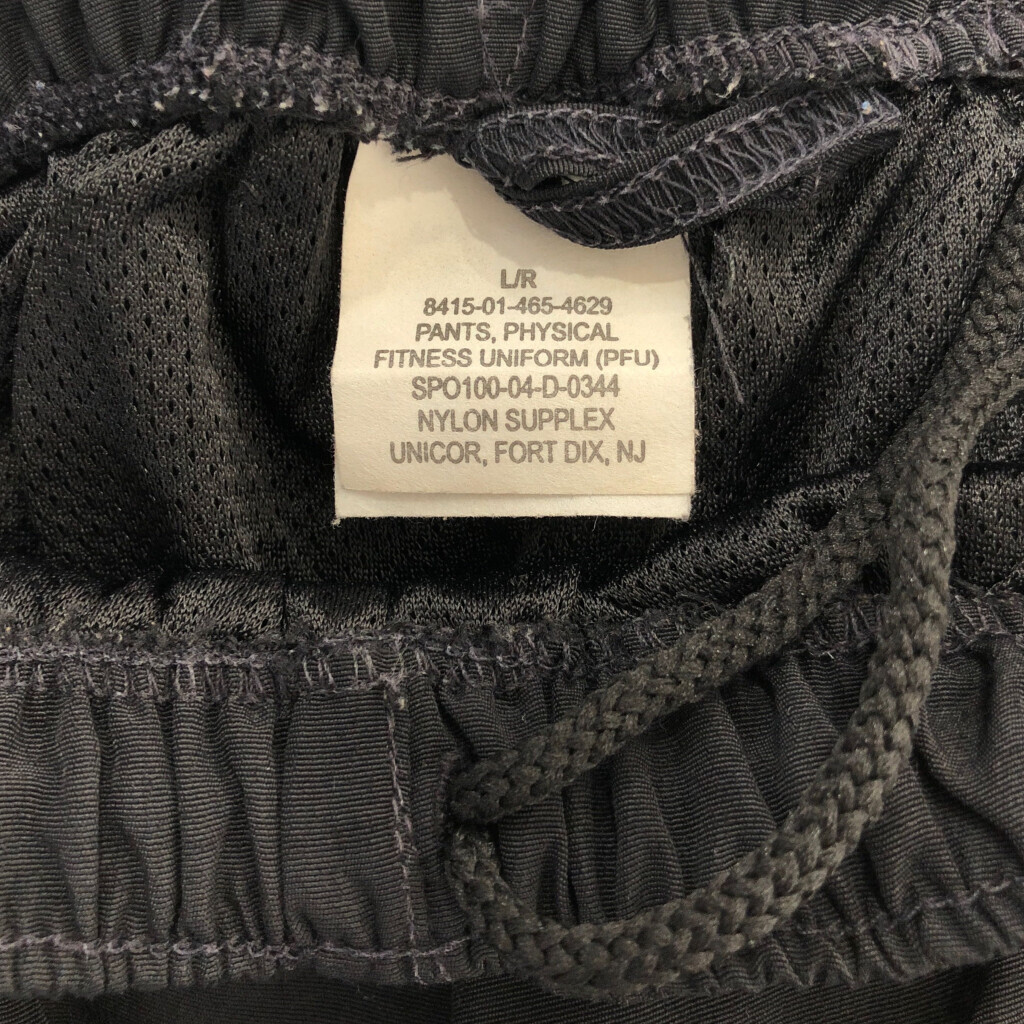 L/R
8415-01-465-4629
PANTS, PHYSICAL
FITNESS UNIFORM (PFU)
SPO100-04-D-0344
NYLON SUPPLEX
UNICOR, FORT DIX, NJ